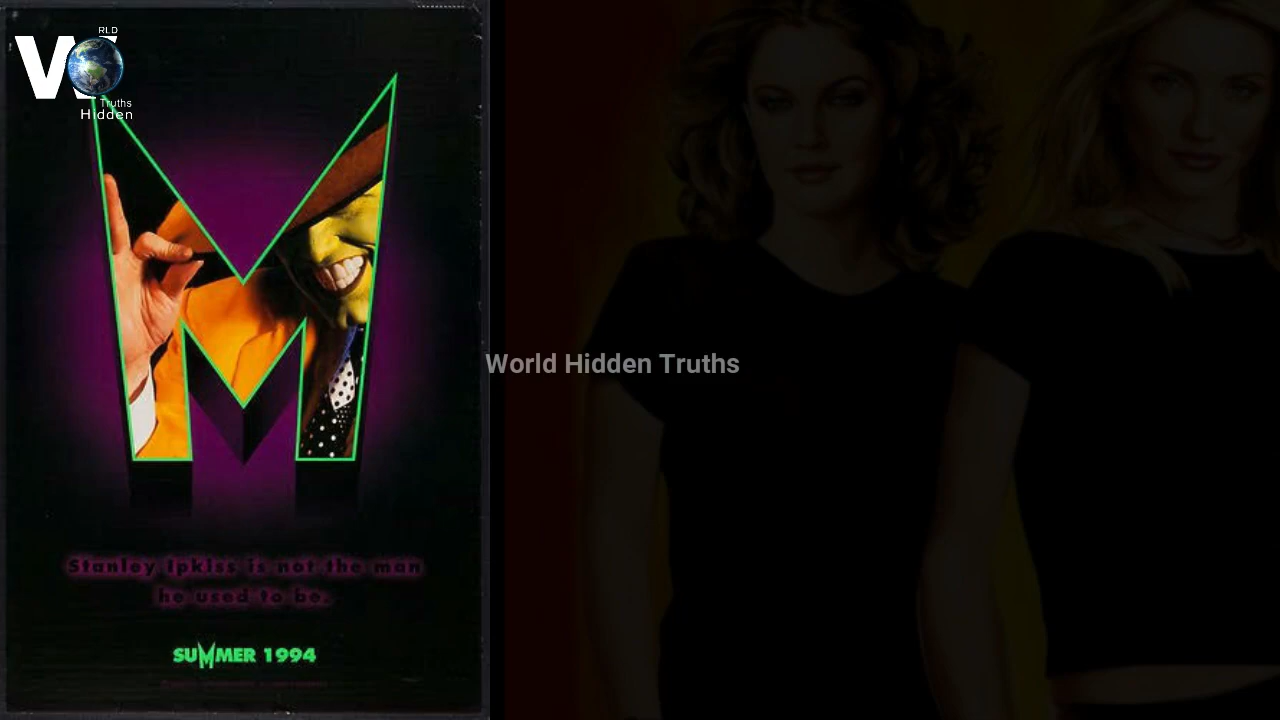 W
RLD
Truths
Hidden
World Hidden Truths
Stanley Ipkiss is not the man
he used to be.
SUMMER 1994